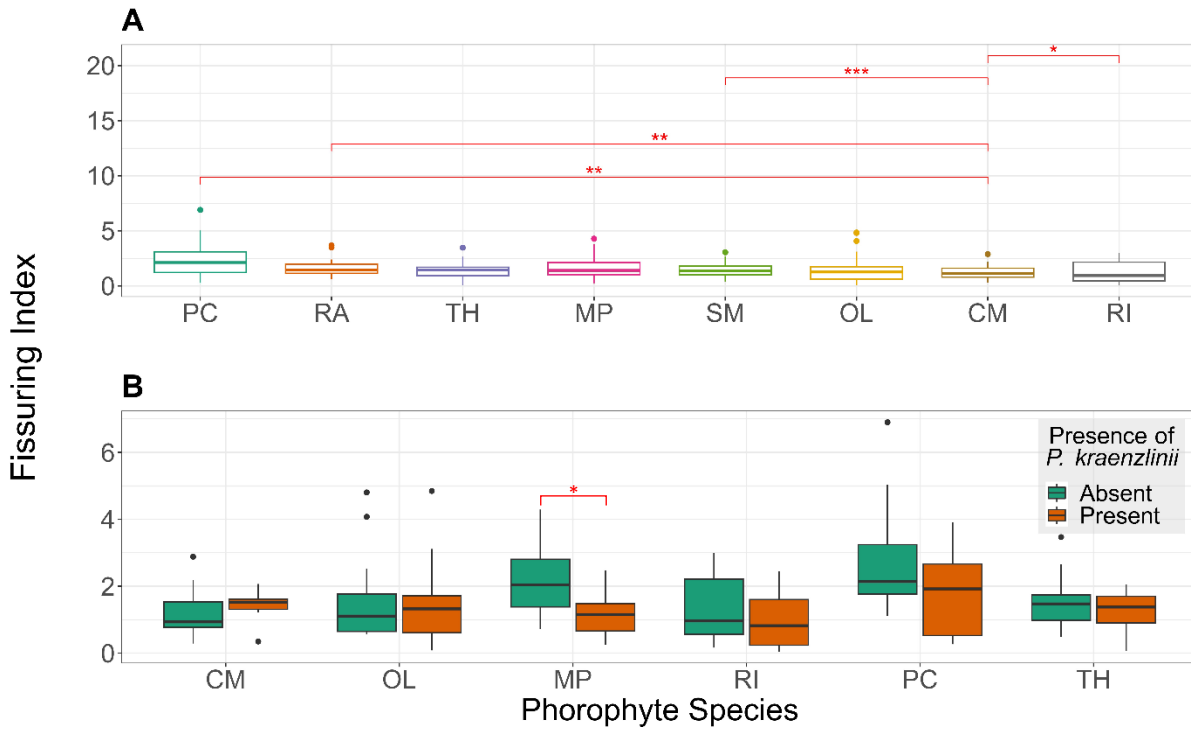 A
20
15
10
5
0
*
***
**
**
PC RA TH MP SM OL CM RI
Fissuring Index
B
6
4
2
0
*
Presence of
P. kraenzlinii
Absent
Present
CM OL MP RI PC TH
Phorophyte Species